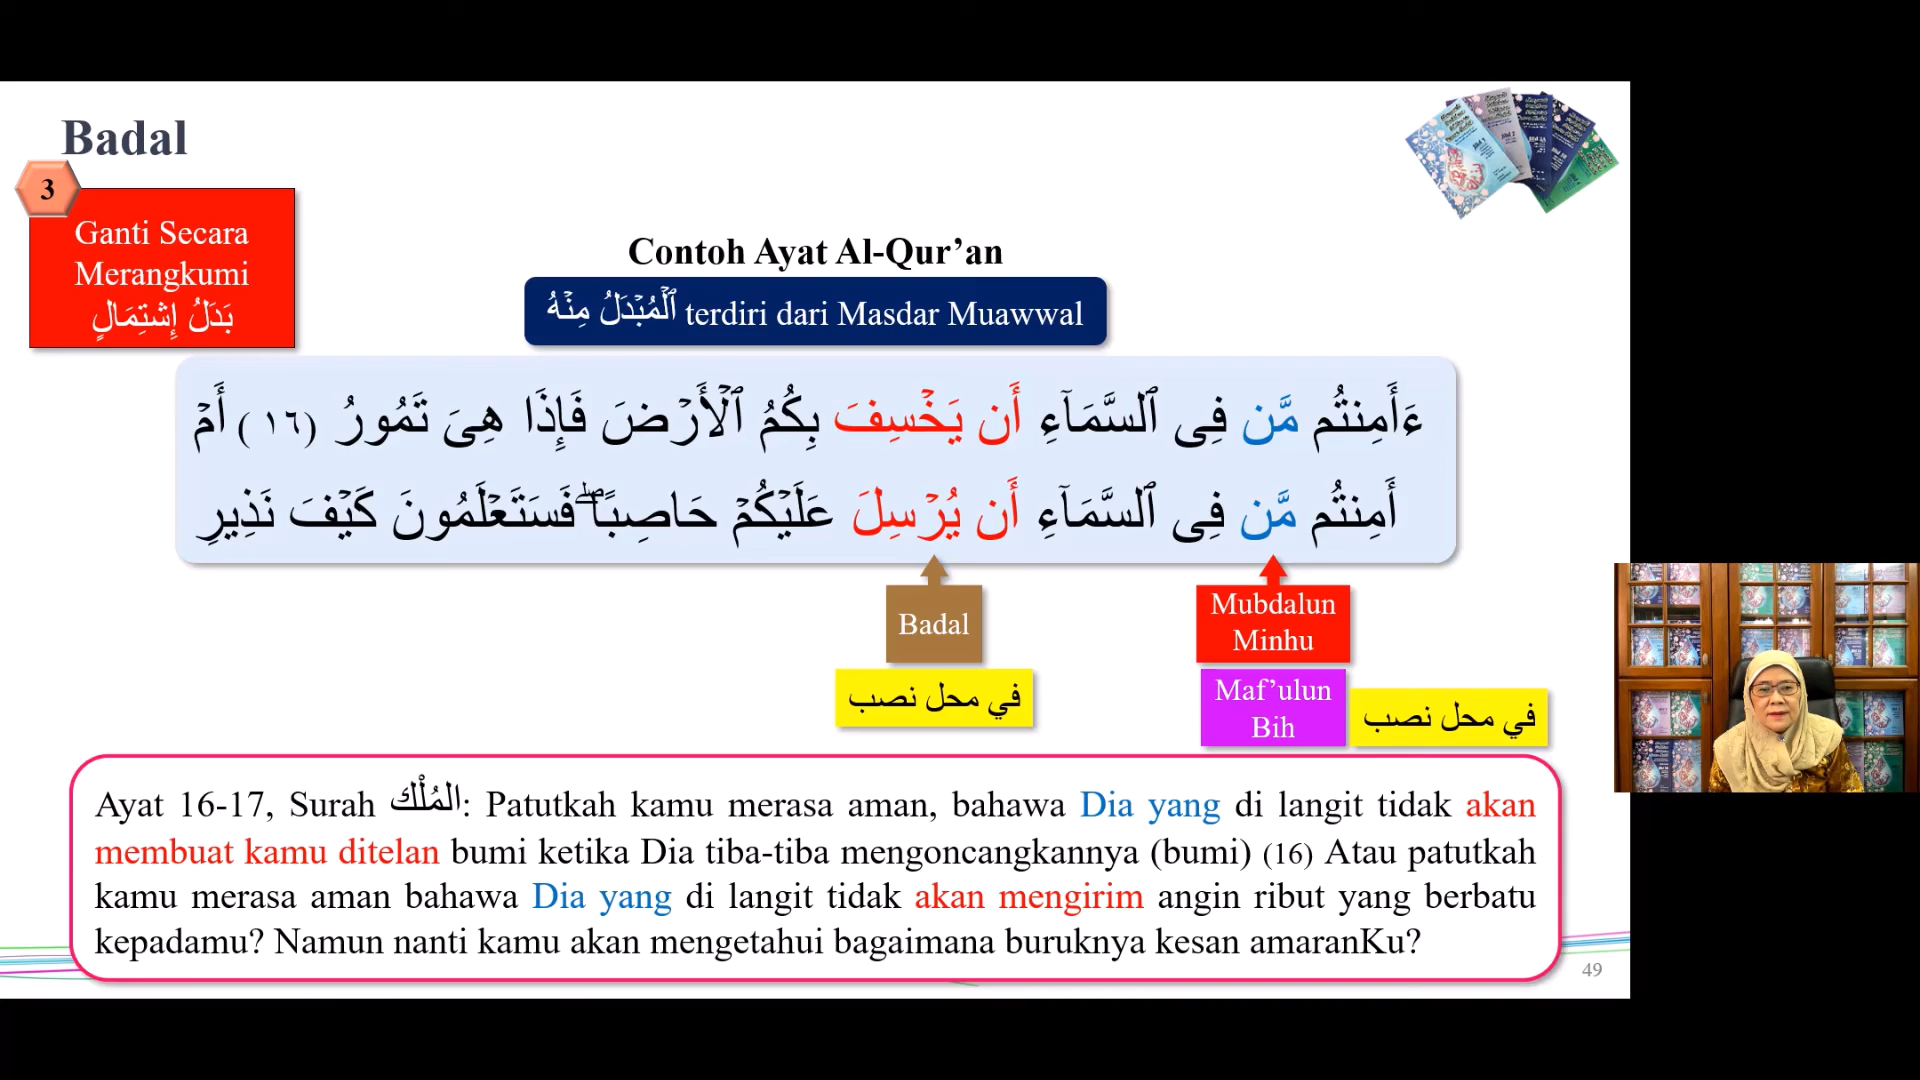 Badal
3
Ganti Secara
Merangkumi
بَدَلُ إِشتِمَالٍ
Contoh Ayat Al-Qur’an
ٱلۡمُبۡدَلُ مِنۡهُ terdiri dari Masdar Muawwal
ءَأَمِنتُم مَّن فِى ٱلسَّمَآءِ أَن يَخۡسِفَ بِكُمُ ٱلۡأَرۡضَ فَإِذَا هِىَ تَمُورُ (١٦) أَمۡ
أَمِنتُم مَّن فِى ٱلسَّمَآءِ أَن يُرۡسِلَ عَلَيۡكُمۡ حَاصِبًاۖ فَسَتَعۡلَمُونَ كَيۡفَ نَذِيرِ
Badal
Mubdalun
Minhu
في محل نصب
Maf’ulun
Bih
في محل نصب
Ayat 16-17, Surah المُلْك: Patutkah kamu merasa aman, bahawa Dia yang di langit tidak akan
membuat kamu ditelan bumi ketika Dia tiba-tiba mengoncangkannya (bumi) (16) Atau patutkah
kamu merasa aman bahawa Dia yang di langit tidak akan mengirim angin ribut yang berbatu
kepadamu? Namun nanti kamu akan mengetahui bagaimana buruknya kesan amaranKu?
49